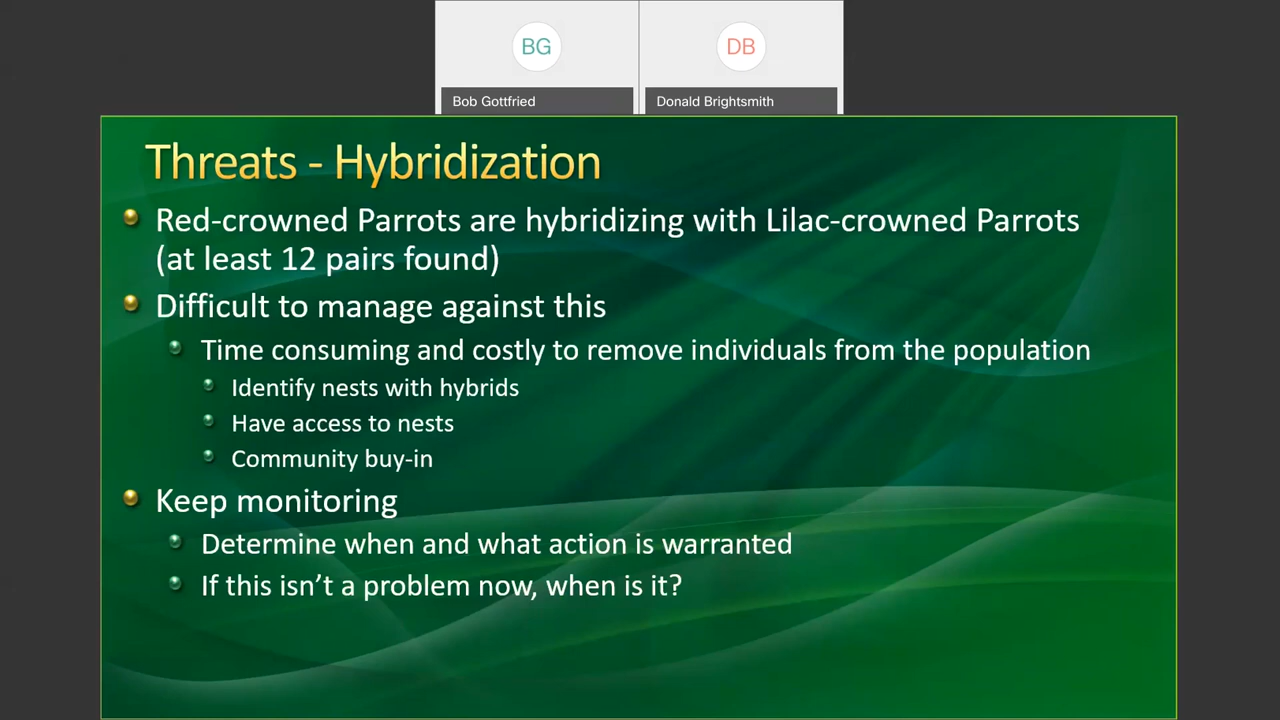 BG
DB
Bob Gottfried
Donald Brightsmith
Threats - Hybridization
Red-crowned Parrots are hybridizing with Lilac-crowned Parrots
(at least 12 pairs found)
Difficult to manage against this
Time consuming and costly to remove individuals from the population
Identify nests with hybrids
Have access to nests
Community buy-in
Keep monitoring
Determine when and what action is warranted
If this isn’t a problem now, when is it?